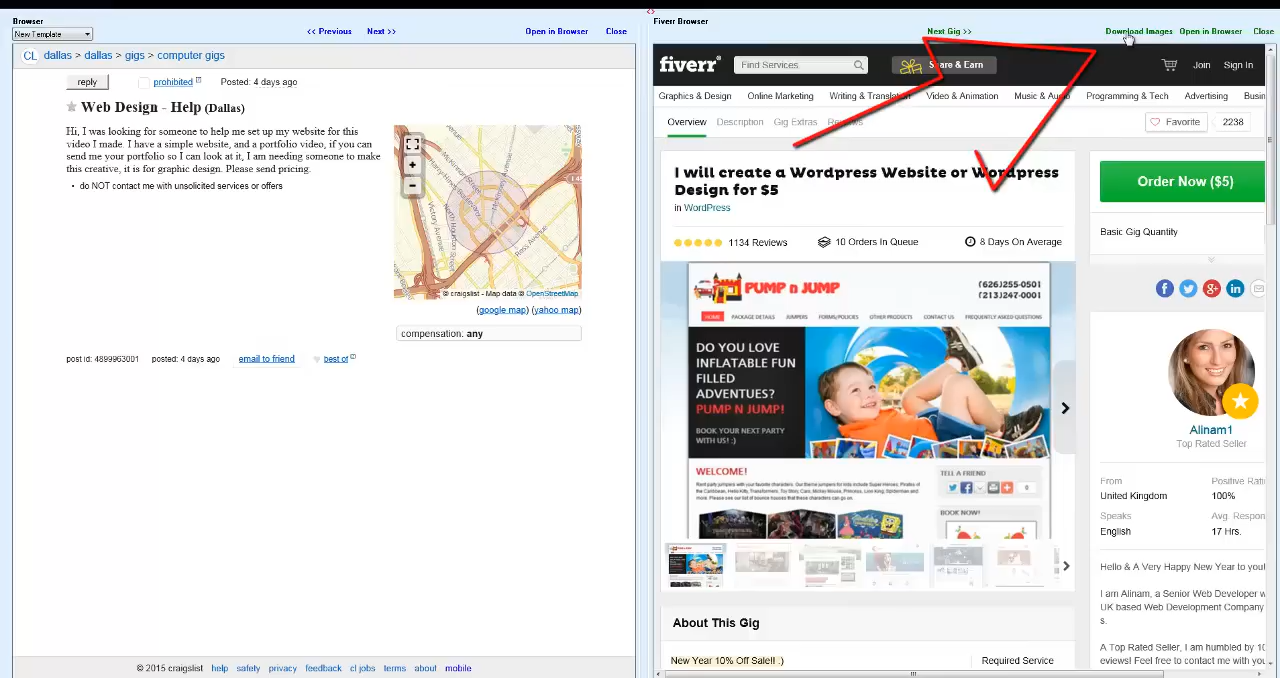 Browser
New Template
<< Previous
Next >>
Open in Browser
Close
CL dallas > dallas > gigs > computer gigs
reply
prohibited
Posted: 4 days ago
Web Design - Help (Dallas)
Hi, I was looking for someone to help me set up my website for this
video I made. I have a simple website, and a portfolio video, if you can
send me your portfolio so I can look at it, I am needing someone to make
this creative, it is for graphic design. Please send pricing.
• do NOT contact me with unsolicited services or offers
© craigslist - Map data © OpenStreetMap
(google map) (yahoo map)
compensation: any
post id: 4899963001
posted: 4 days ago
email to friend
best of
© 2015 craigslist
help
safety
privacy
feedback
cl jobs
terms
about
mobile
Fiverr Browser
Next Gig >>
Download Images
Open in Browser
Close
fiverr
Find Services
Share & Earn
Join
Sign In
Graphics & Design
Online Marketing
Writing & Translation
Video & Animation
Music & Audio
Programming & Tech
Advertising
Busin
Overview
Description
Gig Extras
Reviews
Favorite
2238
I will create a Wordpress Website or Wordpress
Design for $5
in WordPress
1134 Reviews
10 Orders In Queue
8 Days On Average
PUMP n JUMP
(626)255-0501
(213)247-0001
HOME
PACKAGE DETAILS
JUMPERS
FORMS/POLICIES
OTHER PRODUCTS
CONTACT US
FREQUENTLY ASKED QUESTIONS
DO YOU LOVE
INFLATABLE FUN
FILLED
ADVENTUES?
PUMP N JUMP!
BOOK YOUR NEXT PARTY
WITH US! :)
WELCOME!
TELL A FRIEND
BOOK NOW!
About This Gig
New Year 10% Off Sale!! :)
Required Service
Order Now ($5)
Basic Gig Quantity
Alinam1
Top Rated Seller
From
Positive Rati
United Kingdom
100%
Speaks
Avg. Respon
English
17 Hrs.
Hello & A Very Happy New Year to you!
I am Alinam, a Senior Web Developer w
UK based Web Development Company
s.
A Top Rated Seller, I am humbled by 10
eviews! Feel free to contact me with you